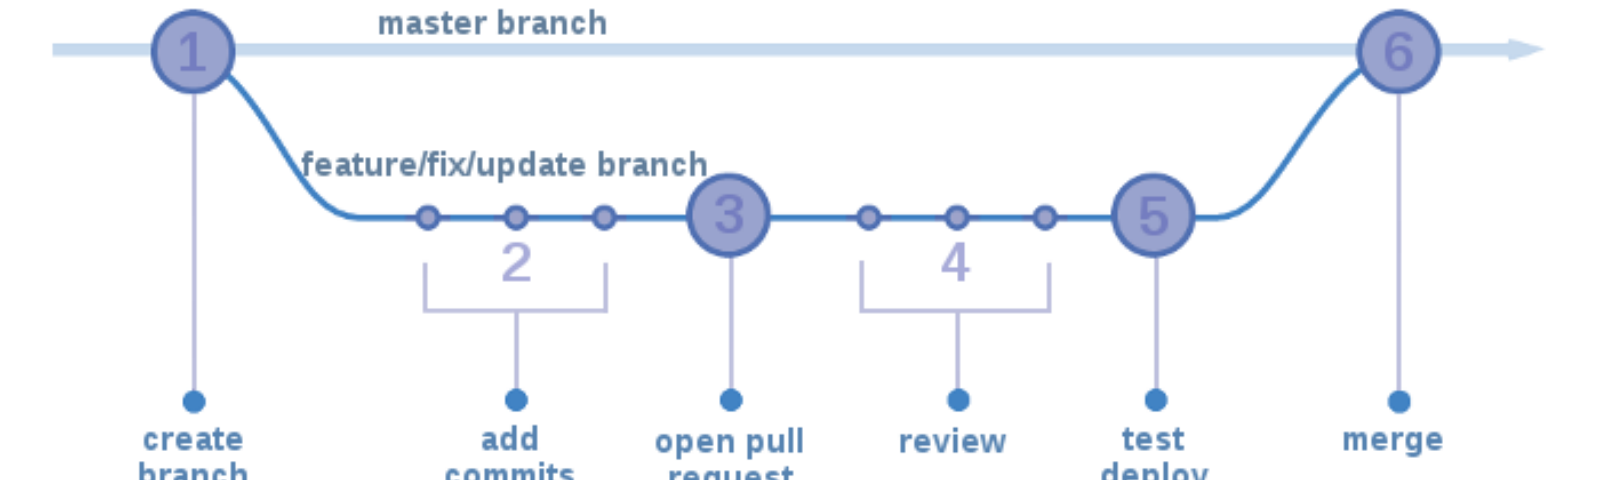 master branch
1
6
feature/fix/update branch
3
5
2
4
create
branch
add
commits
open pull
request
review
test
deploy
merge